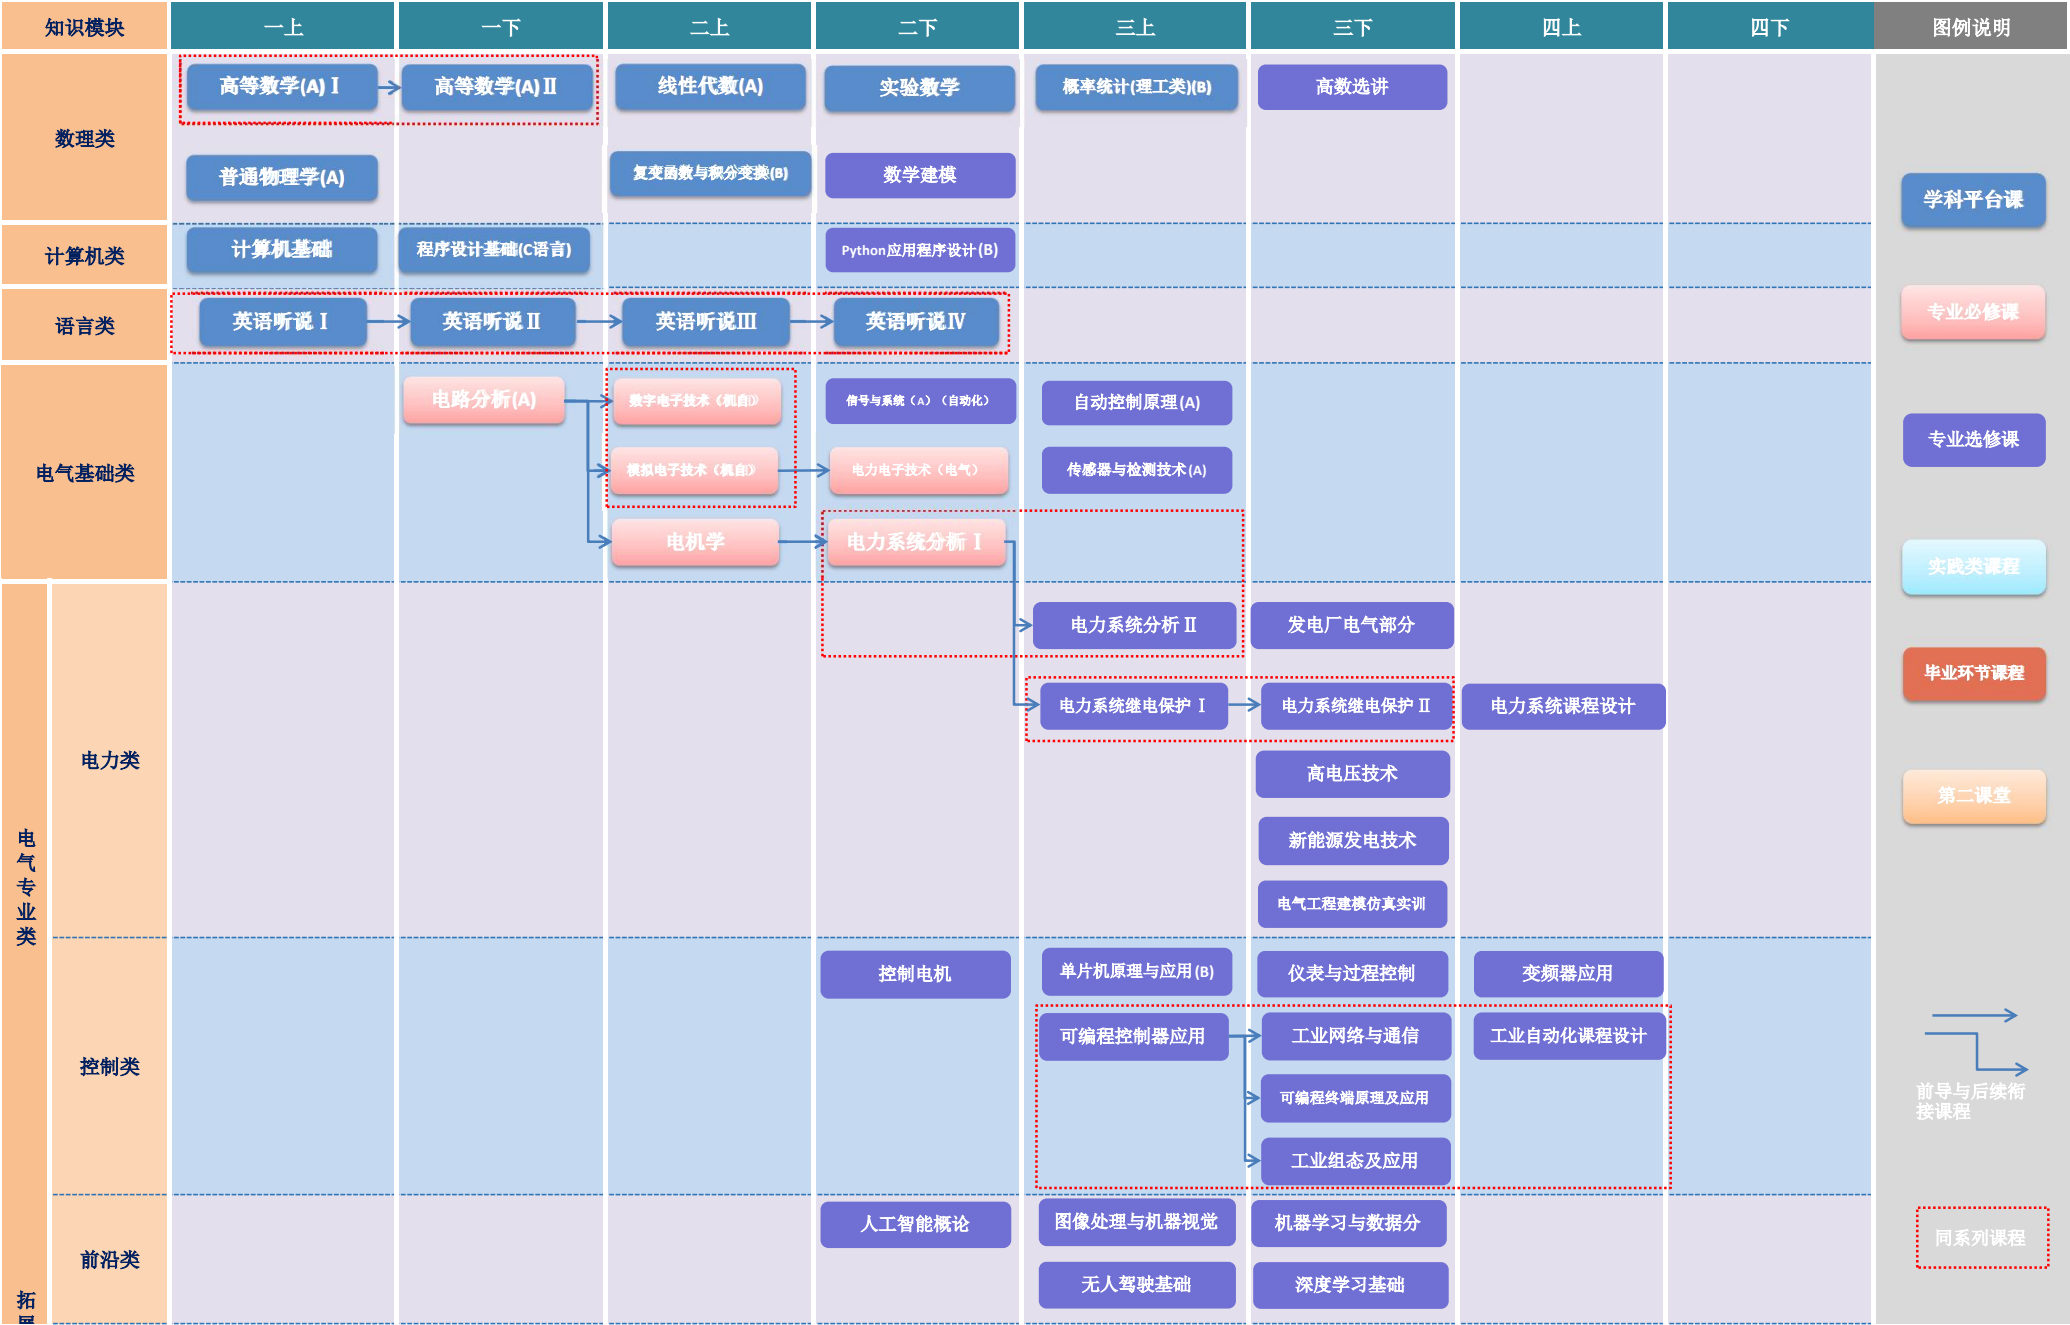 知识模块 一上 一下 二上 二下 三上 三下 四上 四下 图例说明
数理类
高等数学(A) I 高等数学(A) II 线性代数(A) 实验数学 概率统计(理工类)(B) 高数选讲
普通物理学(A) 复变函数与积分变换(B) 数学建模
学科平台课
计算机类
计算机基础 程序设计基础(C语言) Python应用程序设计(B)
语言类
英语听说 I 英语听说 II 英语听说III 英语听说IV
专业必修课
电气基础类
电路分析(A) 数字电子技术（机自） 信号与系统（A）（自动化） 自动控制原理(A)
模拟电子技术（机自） 电力电子技术（电气） 传感器与检测技术(A)
电机学 电力系统分析 I
专业选修课
实践类课程
电气专业类
电力类
电力系统分析 II 发电厂电气部分
电力系统继电保护 I 电力系统继电保护 II 电力系统课程设计
高电压技术
新能源发电技术
电气工程建模仿真实训
毕业环节课程
第二课堂
控制类
控制电机 单片机原理与应用(B) 仪表与过程控制 变频器应用
可编程控制器应用 工业网络与通信 工业自动化课程设计
可编程终端原理及应用
工业组态及应用
前导与后续衔
接课程
拓
前沿类
人工智能概论 图像处理与机器视觉 机器学习与数据分
无人驾驶基础 深度学习基础
同系列课程